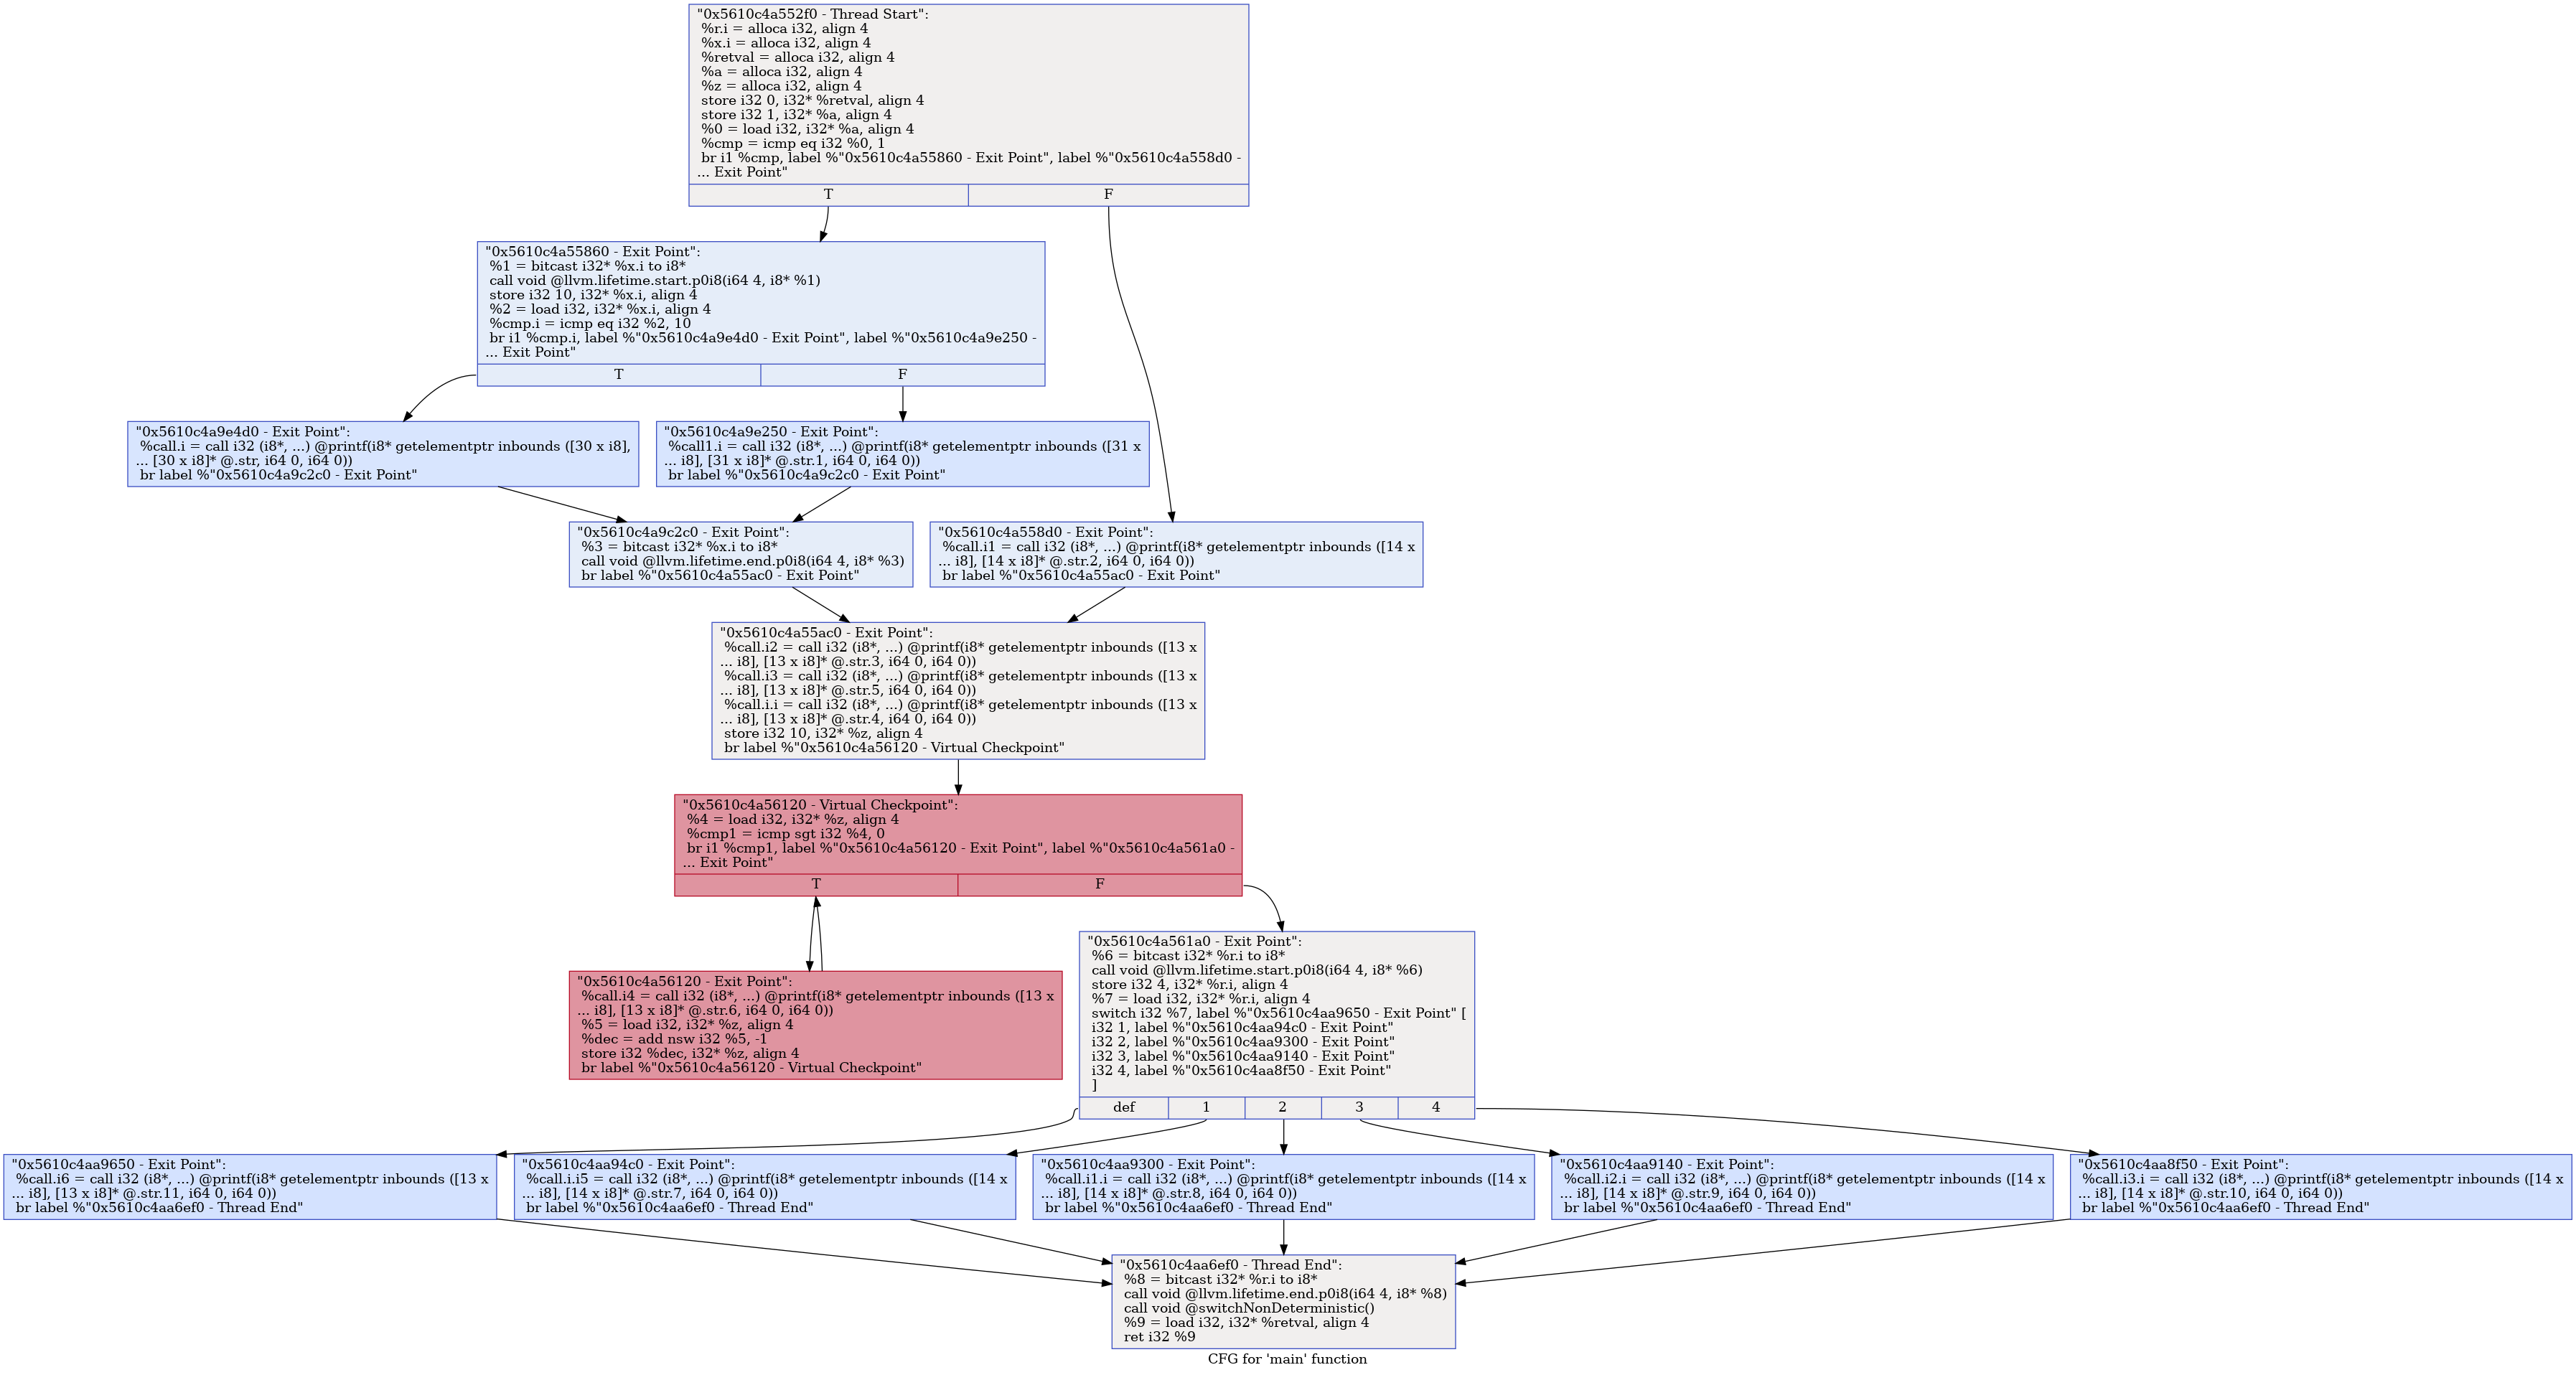 "0x5610c4a552f0 - Thread Start":
%r.i = alloca i32, align 4
%x.i = alloca i32, align 4
%retval = alloca i32, align 4
%a = alloca i32, align 4
%z = alloca i32, align 4
store i32 0, i32* %retval, align 4
store i32 1, i32* %a, align 4
%0 = load i32, i32* %a, align 4
%cmp = icmp eq i32 %0, 1
br i1 %cmp, label %"0x5610c4a55860 - Exit Point", label %"0x5610c4a558d0 -
... Exit Point"
T F
"0x5610c4a55860 - Exit Point":
%1 = bitcast i32* %x.i to i8*
call void @llvm.lifetime.start.p0i8(i64 4, i8* %1)
store i32 10, i32* %x.i, align 4
%2 = load i32, i32* %x.i, align 4
%cmp.i = icmp eq i32 %2, 10
br i1 %cmp.i, label %"0x5610c4a9e4d0 - Exit Point", label %"0x5610c4a9e250 -
... Exit Point"
T F
"0x5610c4a9e4d0 - Exit Point":
%call.i = call i32 (i8*, ...) @printf(i8* getelementptr inbounds ([30 x i8],
... [30 x i8]* @.str, i64 0, i64 0))
br label %"0x5610c4a9c2c0 - Exit Point"
"0x5610c4a9e250 - Exit Point":
%call1.i = call i32 (i8*, ...) @printf(i8* getelementptr inbounds ([31 x
... i8], [31 x i8]* @.str.1, i64 0, i64 0))
br label %"0x5610c4a9c2c0 - Exit Point"
"0x5610c4a9c2c0 - Exit Point":
%3 = bitcast i32* %x.i to i8*
call void @llvm.lifetime.end.p0i8(i64 4, i8* %3)
br label %"0x5610c4a55ac0 - Exit Point"
"0x5610c4a558d0 - Exit Point":
%call.i1 = call i32 (i8*, ...) @printf(i8* getelementptr inbounds ([14 x
... i8], [14 x i8]* @.str.2, i64 0, i64 0))
br label %"0x5610c4a55ac0 - Exit Point"
"0x5610c4a55ac0 - Exit Point":
%call.i2 = call i32 (i8*, ...) @printf(i8* getelementptr inbounds ([13 x
... i8], [13 x i8]* @.str.3, i64 0, i64 0))
%call.i3 = call i32 (i8*, ...) @printf(i8* getelementptr inbounds ([13 x
... i8], [13 x i8]* @.str.5, i64 0, i64 0))
%call.i.i = call i32 (i8*, ...) @printf(i8* getelementptr inbounds ([13 x
... i8], [13 x i8]* @.str.4, i64 0, i64 0))
store i32 10, i32* %z, align 4
br label %"0x5610c4a56120 - Virtual Checkpoint"
"0x5610c4a56120 - Virtual Checkpoint":
%4 = load i32, i32* %z, align 4
%cmp1 = icmp sgt i32 %4, 0
br i1 %cmp1, label %"0x5610c4a56120 - Exit Point", label %"0x5610c4a561a0 -
... Exit Point"
T F
"0x5610c4a56120 - Exit Point":
%call.i4 = call i32 (i8*, ...) @printf(i8* getelementptr inbounds ([13 x
... i8], [13 x i8]* @.str.6, i64 0, i64 0))
%5 = load i32, i32* %z, align 4
%dec = add nsw i32 %5, -1
store i32 %dec, i32* %z, align 4
br label %"0x5610c4a56120 - Virtual Checkpoint"
"0x5610c4a561a0 - Exit Point":
%6 = bitcast i32* %r.i to i8*
call void @llvm.lifetime.start.p0i8(i64 4, i8* %6)
store i32 4, i32* %r.i, align 4
%7 = load i32, i32* %r.i, align 4
switch i32 %7, label %"0x5610c4aa9650 - Exit Point" [
i32 1, label %"0x5610c4aa94c0 - Exit Point"
i32 2, label %"0x5610c4aa9300 - Exit Point"
i32 3, label %"0x5610c4aa9140 - Exit Point"
i32 4, label %"0x5610c4aa8f50 - Exit Point"
]
def 1 2 3 4
"0x5610c4aa9650 - Exit Point":
%call.i6 = call i32 (i8*, ...) @printf(i8* getelementptr inbounds ([13 x
... i8], [13 x i8]* @.str.11, i64 0, i64 0))
br label %"0x5610c4aa6ef0 - Thread End"
"0x5610c4aa94c0 - Exit Point":
%call.i.i5 = call i32 (i8*, ...) @printf(i8* getelementptr inbounds ([14 x
... i8], [14 x i8]* @.str.7, i64 0, i64 0))
br label %"0x5610c4aa6ef0 - Thread End"
"0x5610c4aa9300 - Exit Point":
%call.i1.i = call i32 (i8*, ...) @printf(i8* getelementptr inbounds ([14 x
... i8], [14 x i8]* @.str.8, i64 0, i64 0))
br label %"0x5610c4aa6ef0 - Thread End"
"0x5610c4aa9140 - Exit Point":
%call.i2.i = call i32 (i8*, ...) @printf(i8* getelementptr inbounds ([14 x
... i8], [14 x i8]* @.str.9, i64 0, i64 0))
br label %"0x5610c4aa6ef0 - Thread End"
"0x5610c4aa8f50 - Exit Point":
%call.i3.i = call i32 (i8*, ...) @printf(i8* getelementptr inbounds ([14 x
... i8], [14 x i8]* @.str.10, i64 0, i64 0))
br label %"0x5610c4aa6ef0 - Thread End"
"0x5610c4aa6ef0 - Thread End":
%8 = bitcast i32* %r.i to i8*
call void @llvm.lifetime.end.p0i8(i64 4, i8* %8)
call void @switchNonDeterministic()
%9 = load i32, i32* %retval, align 4
ret i32 %9
CFG for 'main' function